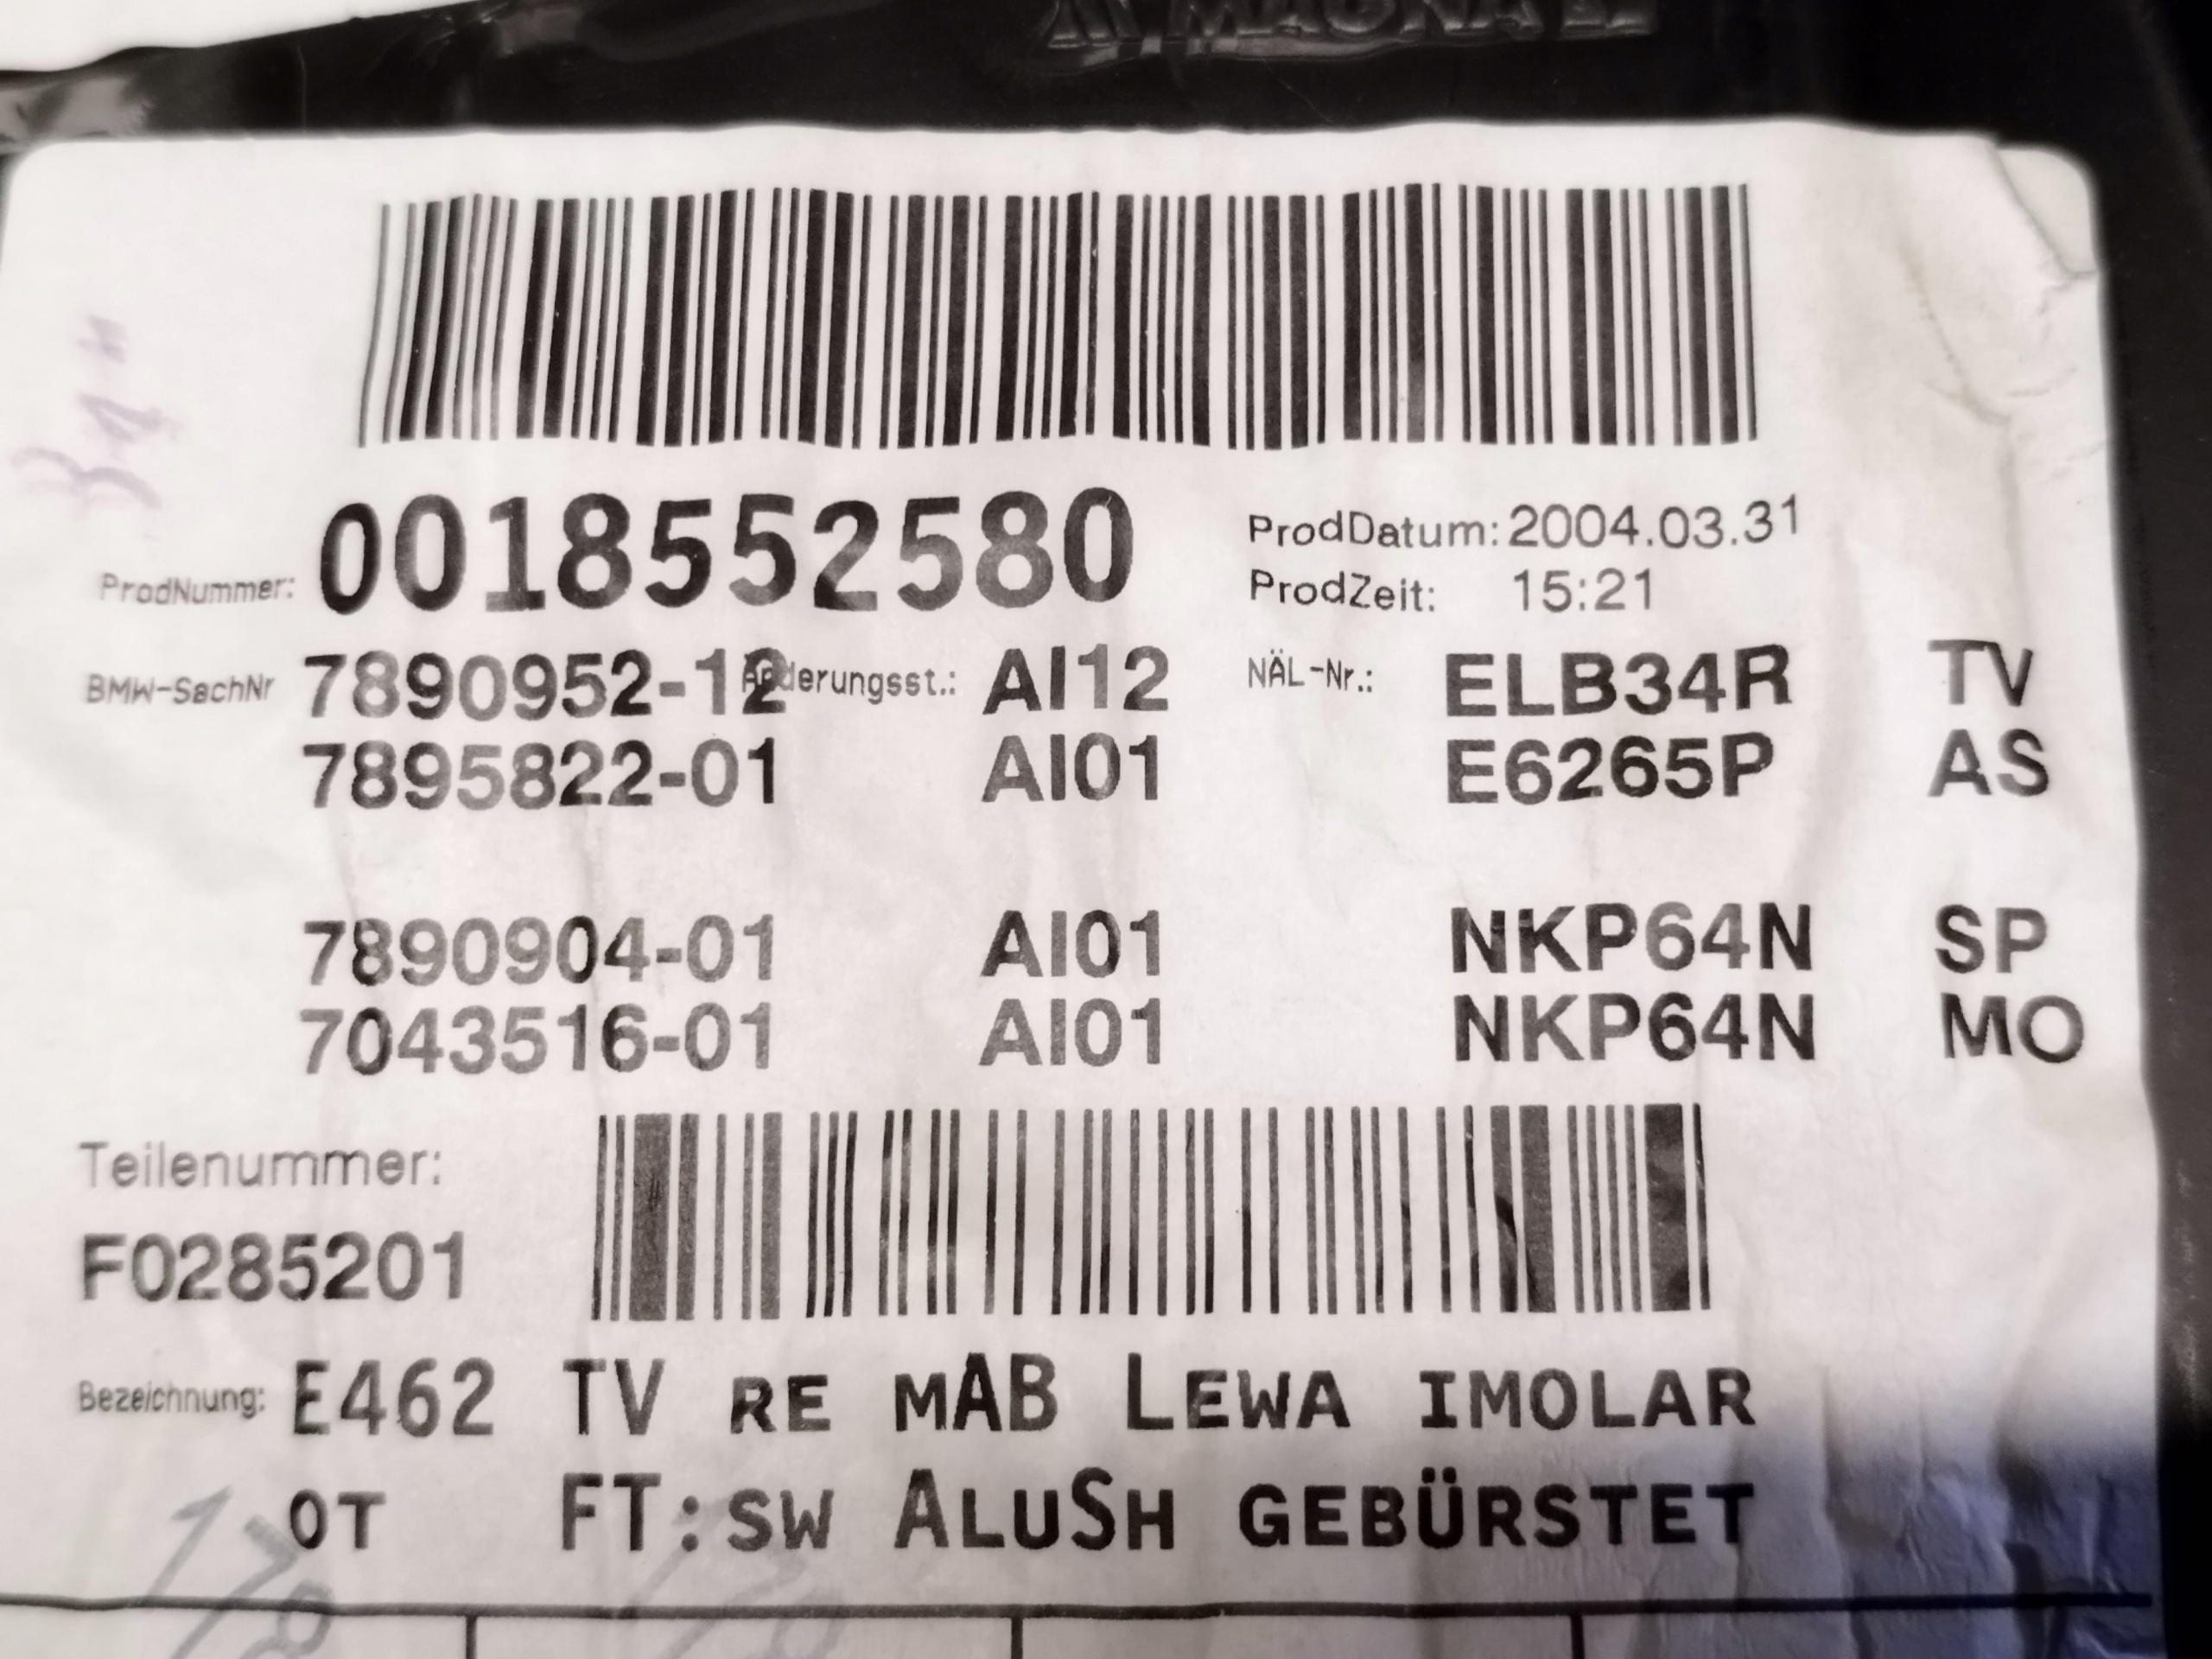 MAGNA
ProdNummer: 0018552580
ProdDatum: 2004.03.31
ProdZeit: 15:21
BMW-SachNr 7890952-12 Änderungsst.: AI12 NÄL-Nr.: ELB34R TV
7895822-01 AI01 E6265P AS
7890904-01 AI01 NKP64N SP
7043516-01 AI01 NKP64N MO
Teilenummer:
F0285201
Bezeichnung: E462 TV RE MAB LEWA IMOLAR
OT FT:SW ALUSH GEBÜRSTET